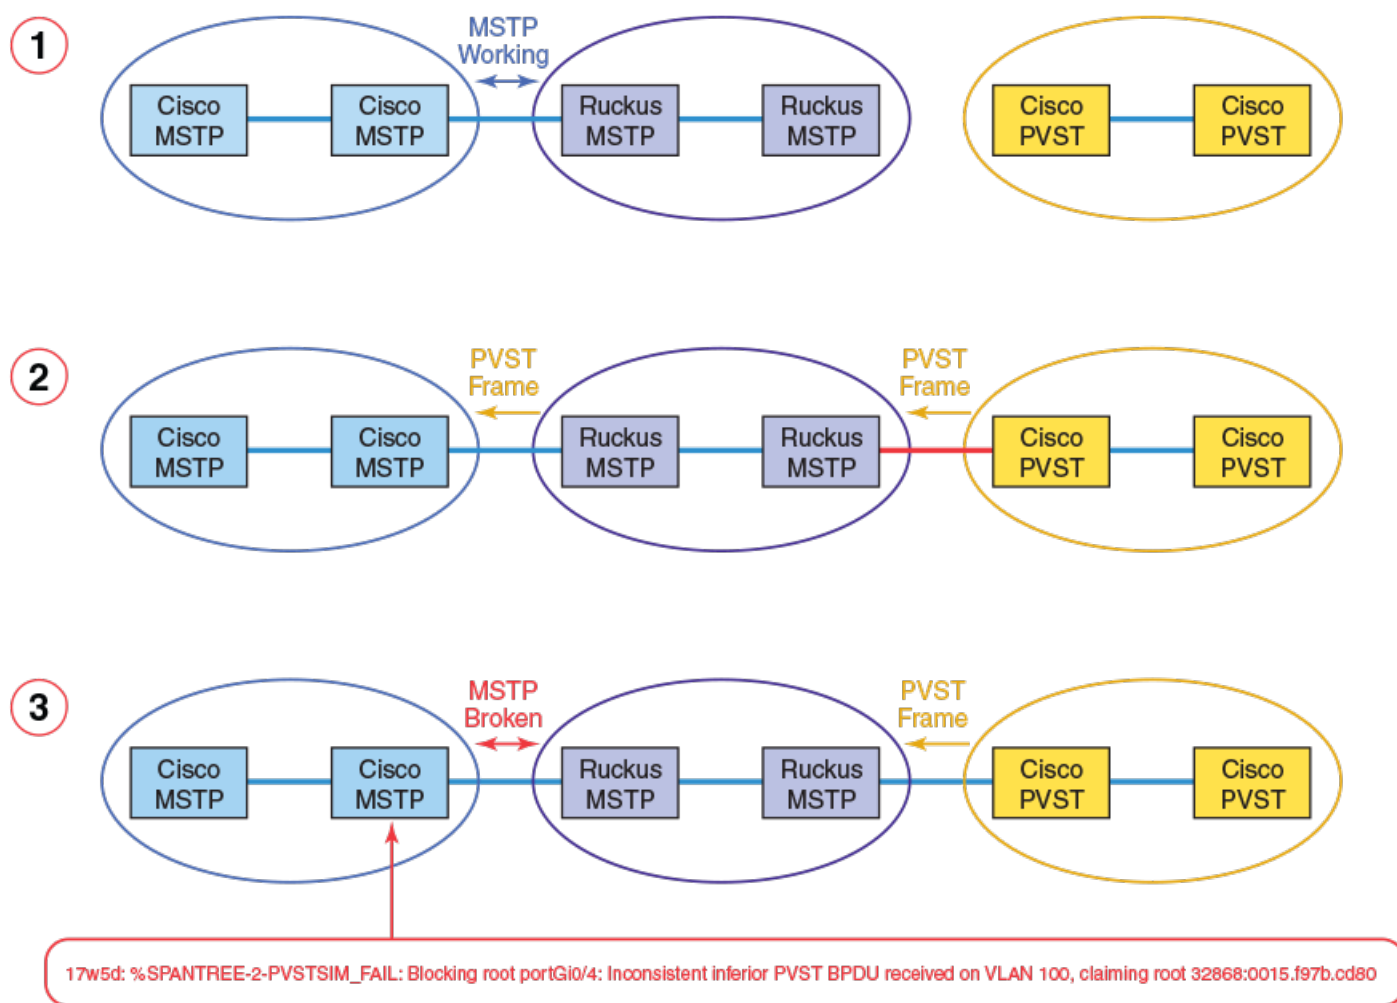 1
MSTP
Working
Cisco
MSTP
Cisco
MSTP
Ruckus
MSTP
Ruckus
MSTP
Cisco
PVST
Cisco
PVST
2
PVST
Frame
PVST
Frame
Cisco
MSTP
Cisco
MSTP
Ruckus
MSTP
Ruckus
MSTP
Cisco
PVST
Cisco
PVST
3
MSTP
Broken
PVST
Frame
Cisco
MSTP
Cisco
MSTP
Ruckus
MSTP
Ruckus
MSTP
Cisco
PVST
Cisco
PVST
17w5d: %SPANTREE-2-PVSTSIM_FAIL: Blocking root portGi0/4: Inconsistent inferior PVST BPDU received on VLAN 100, claiming root 32868:0015.f97b.cd80